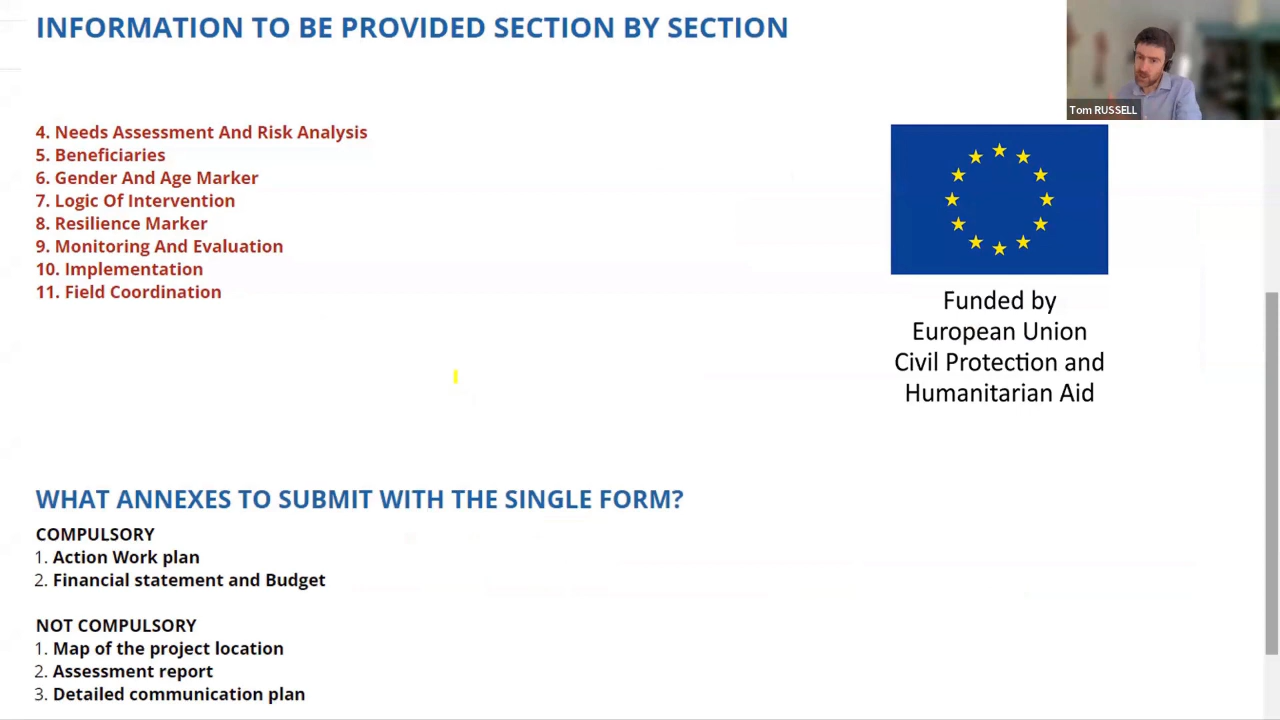 INFORMATION TO BE PROVIDED SECTION BY SECTION
Tom RUSSELL
4. Needs Assessment And Risk Analysis
5. Beneficiaries
6. Gender And Age Marker
7. Logic Of Intervention
8. Resilience Marker
9. Monitoring And Evaluation
10. Implementation
11. Field Coordination
Funded by
European Union
Civil Protection and
Humanitarian Aid
WHAT ANNEXES TO SUBMIT WITH THE SINGLE FORM?
COMPULSORY
1. Action Work plan
2. Financial statement and Budget
NOT COMPULSORY
1. Map of the project location
2. Assessment report
3. Detailed communication plan